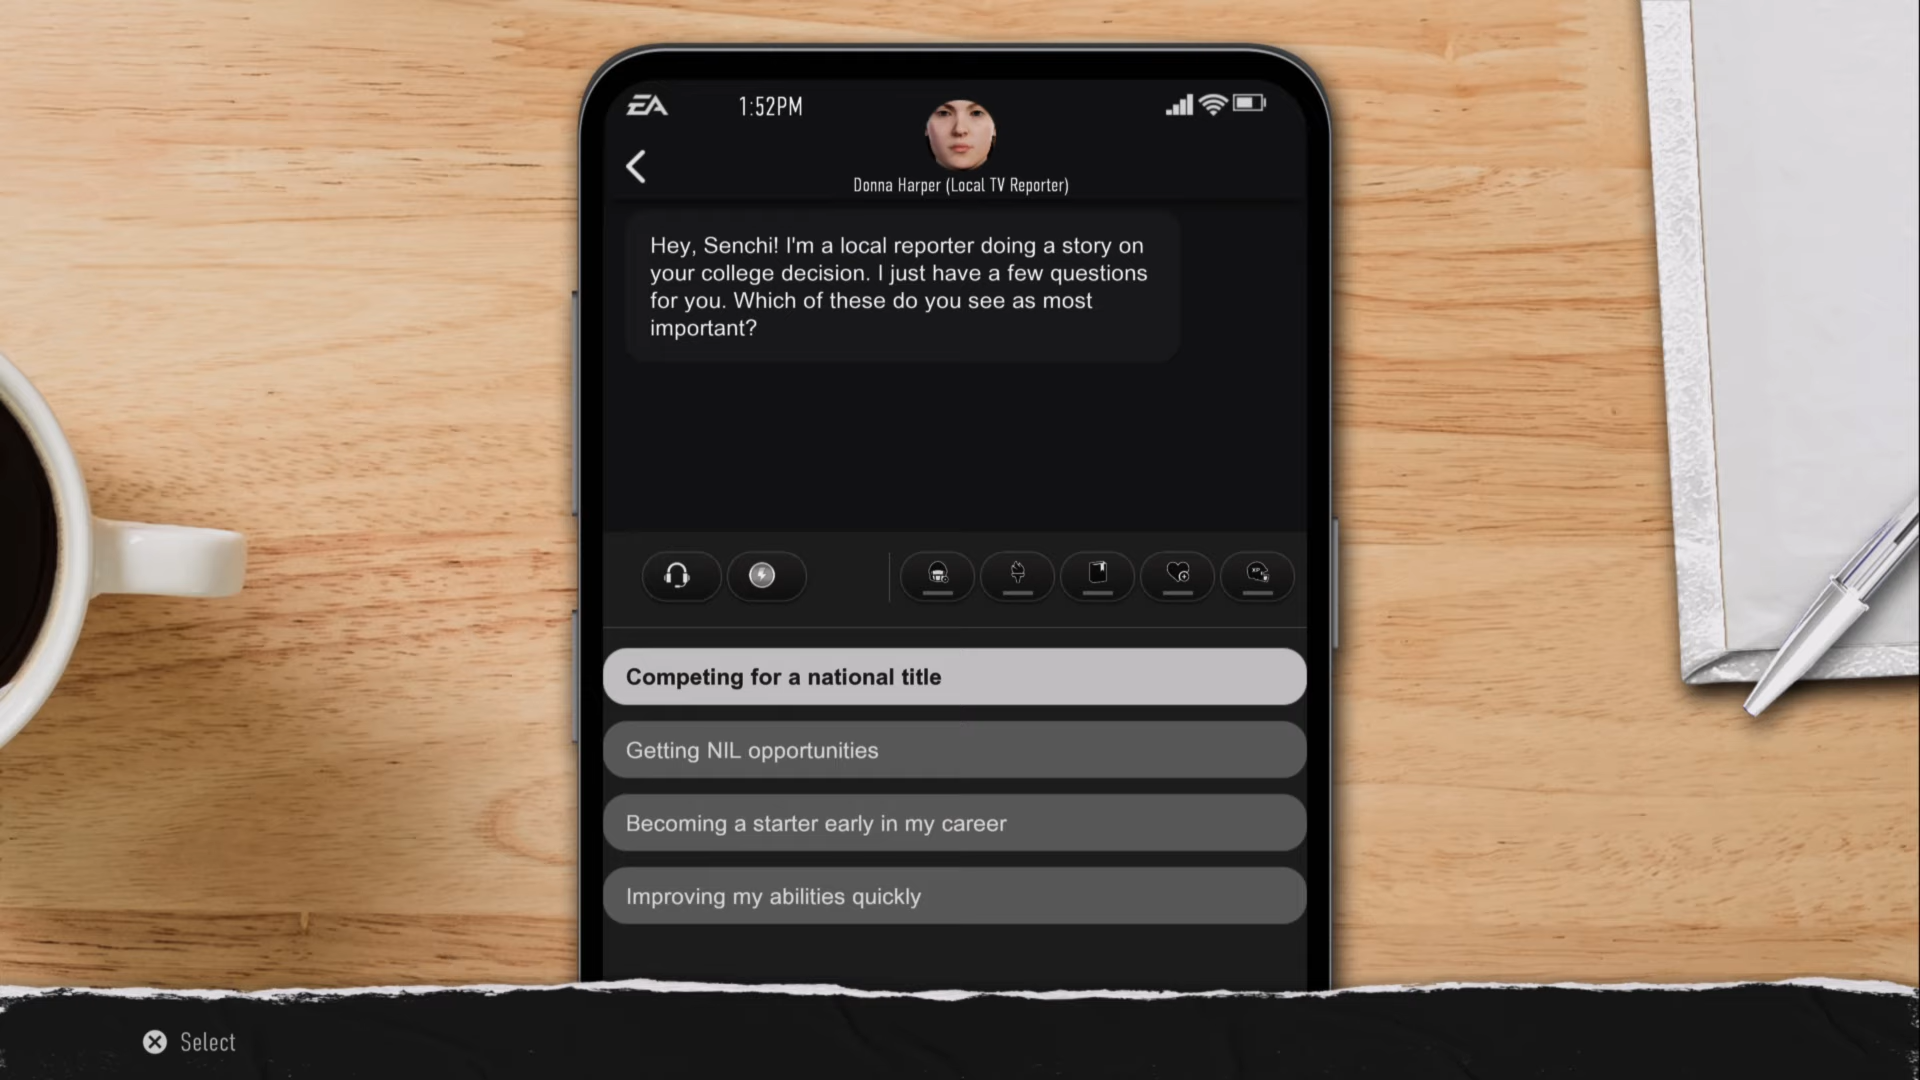 EA
1:52PM
Donna Harper (Local TV Reporter)
Hey, Senchi! I'm a local reporter doing a story on
your college decision. I just have a few questions
for you. Which of these do you see as most
important?
XP
Competing for a national title
Getting NIL opportunities
Becoming a starter early in my career
Improving my abilities quickly
Select